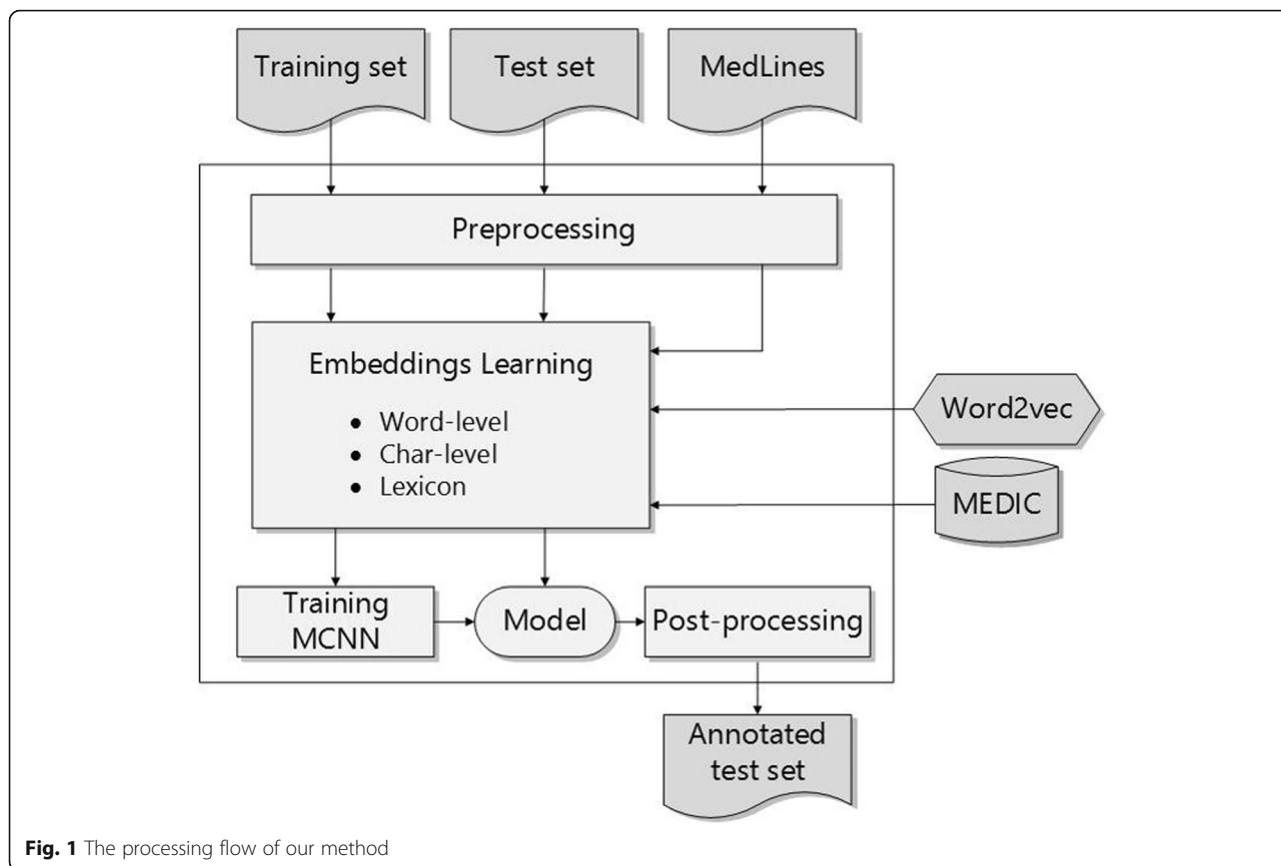 Training set
Test set
MedLines
Preprocessing
Embeddings Learning
• Word-level
• Char-level
• Lexicon
Word2vec
MEDIC
Training
MCNN
Model
Post-processing
Annotated
test set
Fig. 1 The processing flow of our method